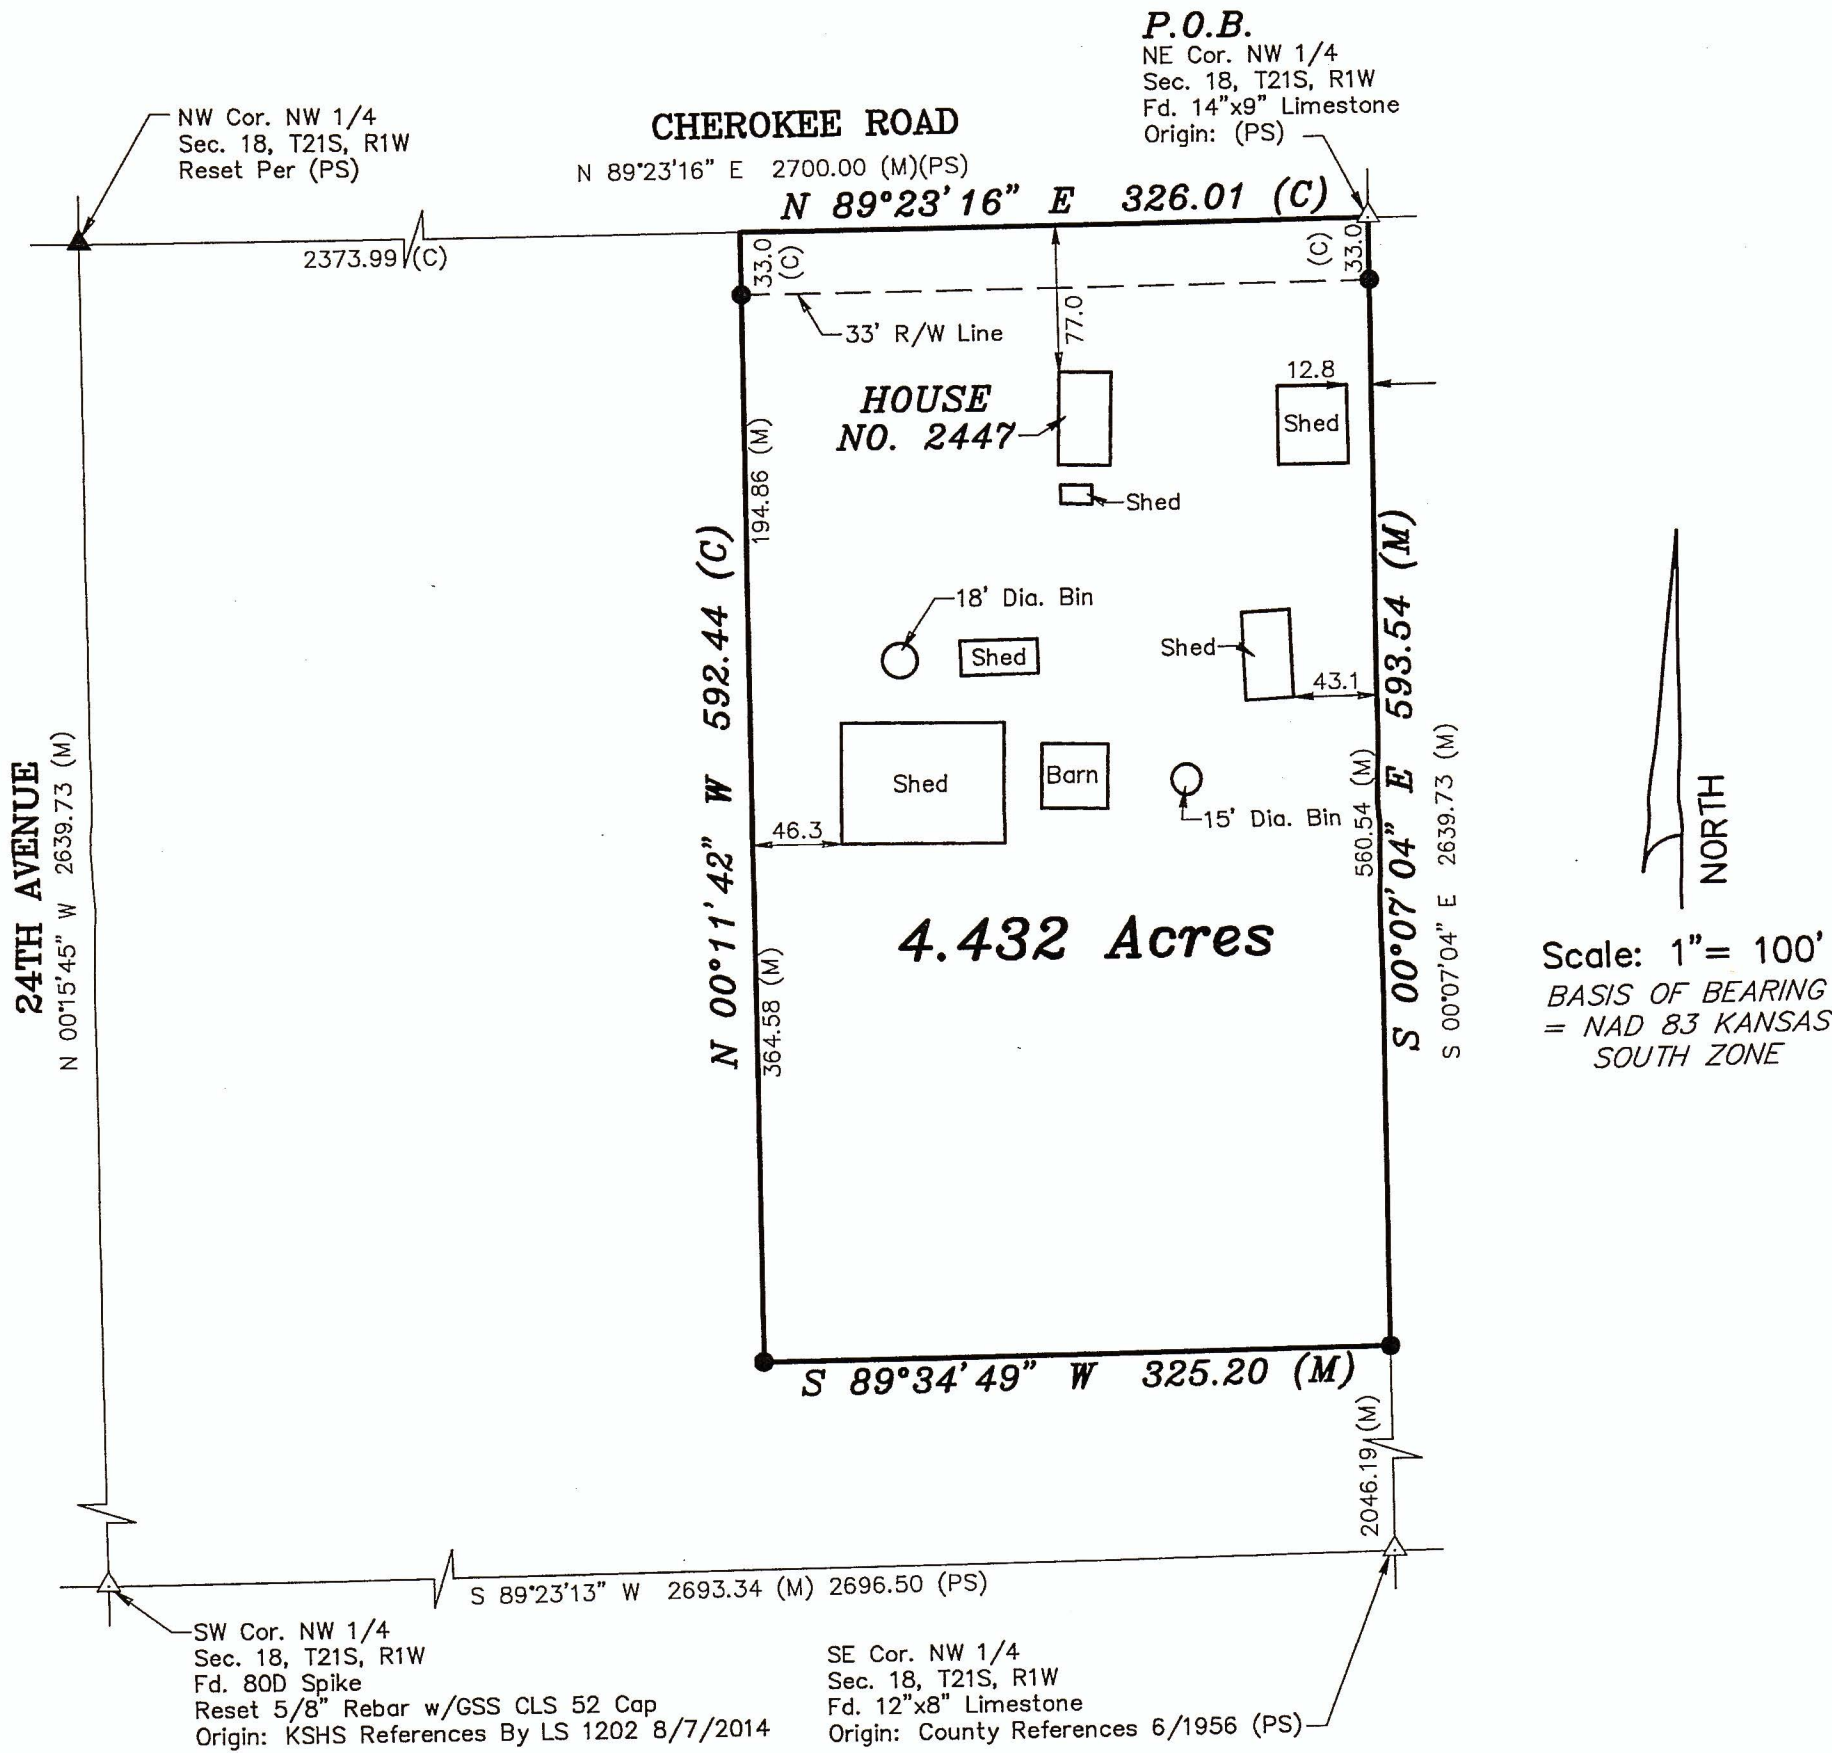 P.O.B.
NE Cor. NW 1/4
Sec. 18, T21S, R1W
Fd. 14"x9" Limestone
Origin: (PS)
NW Cor. NW 1/4
Sec. 18, T21S, R1W
Reset Per (PS)
CHEROKEE ROAD
N 89°23'16" E 2700.00 (M)(PS)
N 89°23'16" E 326.01 (C)
2373.99 (C)
33.0
(C)
(C)
33.0
33' R/W Line
77.0
12.8
HOUSE
NO. 2447
Shed
Shed
194.86 (M)
N 00°11'42" W 592.44 (C)
18' Dia. Bin
Shed
Shed
43.1
S 00°07'04" E 593.54 (M)
560.54 (M)
S 00°07'04" E 2639.73 (M)
Shed
Barn
15' Dia. Bin
46.3
24TH AVENUE
N 00°15'45" W 2639.73 (M)
364.58 (M)
4.432 Acres
NORTH
Scale: 1"= 100'
BASIS OF BEARING
= NAD 83 KANSAS
SOUTH ZONE
S 89°34'49" W 325.20 (M)
2046.19 (M)
S 89°23'13" W 2693.34 (M) 2696.50 (PS)
SW Cor. NW 1/4
Sec. 18, T21S, R1W
Fd. 80D Spike
Reset 5/8" Rebar w/GSS CLS 52 Cap
Origin: KSHS References By LS 1202 8/7/2014
SE Cor. NW 1/4
Sec. 18, T21S, R1W
Fd. 12"x8" Limestone
Origin: County References 6/1956 (PS)